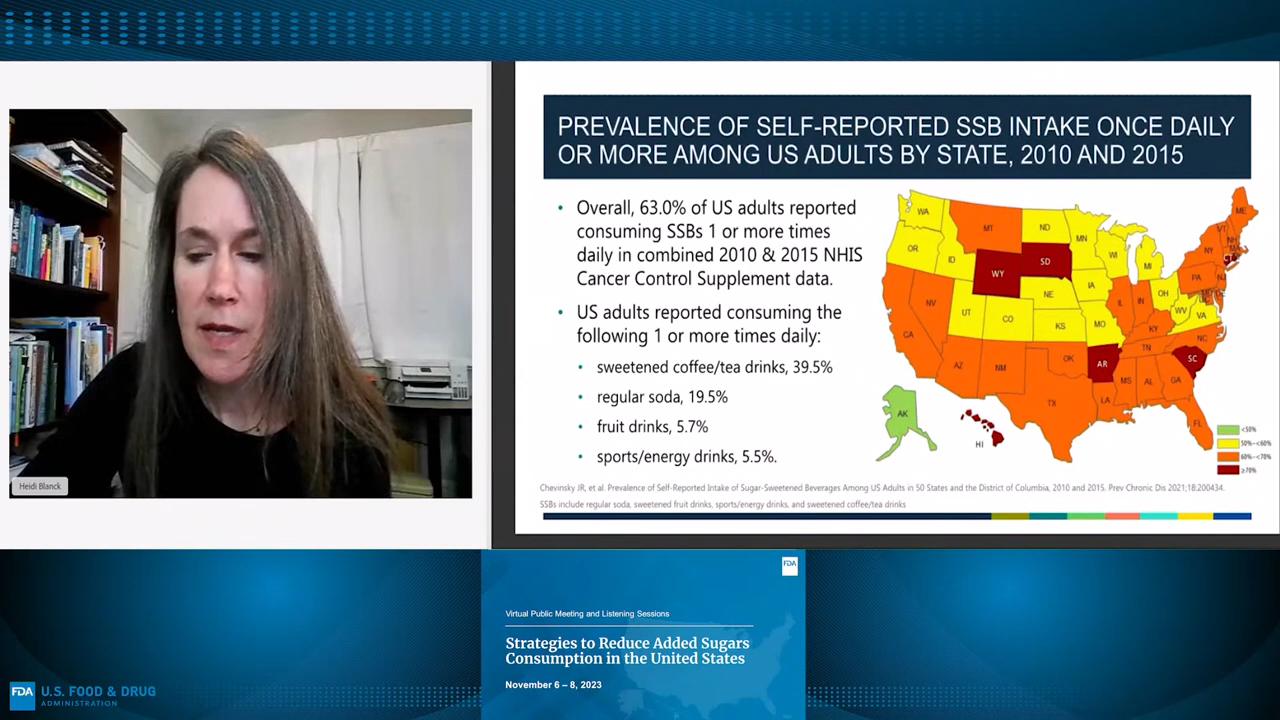 PREVALENCE OF SELF-REPORTED SSB INTAKE ONCE DAILY
OR MORE AMONG US ADULTS BY STATE, 2010 AND 2015
• Overall, 63.0% of US adults reported
consuming SSBs 1 or more times
daily in combined 2010 & 2015 NHIS
Cancer Control Supplement data.
• US adults reported consuming the
following 1 or more times daily:
• sweetened coffee/tea drinks, 39.5%
• regular soda, 19.5%
• fruit drinks, 5.7%
• sports/energy drinks, 5.5%.
WA
MT
ND
MN
ME
OR
ID
WY
SD
WI
MI
VT
NH
NY
CT
NV
UT
CO
NE
IA
IL
IN
OH
PA
NJ
CA
KS
MO
KY
WV
VA
AZ
NM
OK
AR
TN
NC
SC
TX
LA
MS
AL
GA
FL
AK
HI
<50%
50%–<60%
60%–<70%
≥70%
Chevinsky JR, et al. Prevalence of Self-Reported Intake of Sugar-Sweetened Beverages Among US Adults in 50 States and the District of Columbia, 2010 and 2015. Prev Chronic Dis 2021;18:200434.
SSBs include regular soda, sweetened fruit drinks, sports/energy drinks, and sweetened coffee/tea drinks
Heidi Blanck
FDA
Virtual Public Meeting and Listening Sessions
Strategies to Reduce Added Sugars
Consumption in the United States
November 6 – 8, 2023
FDA U.S. FOOD & DRUG
ADMINISTRATION